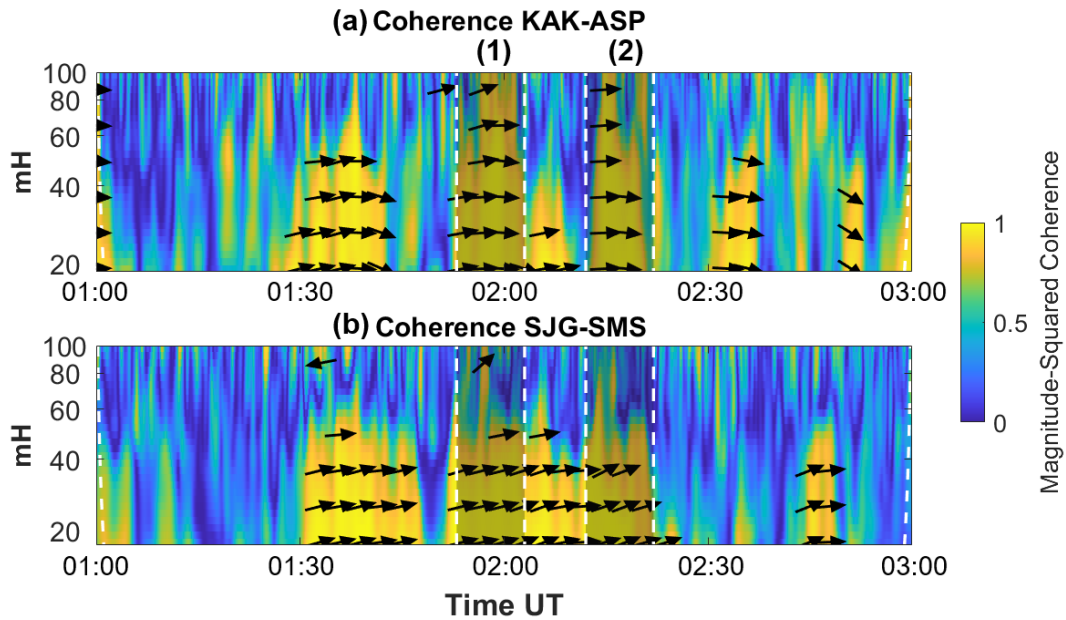 (a) Coherence KAK-ASP
(1) (2)
100
80
60
40
20
mH
01:00 01:30 02:00 02:30 03:00
(b) Coherence SJG-SMS
100
80
60
40
20
mH
01:00 01:30 02:00 02:30 03:00
Time UT
1
0.5
0
Magnitude-Squared Coherence